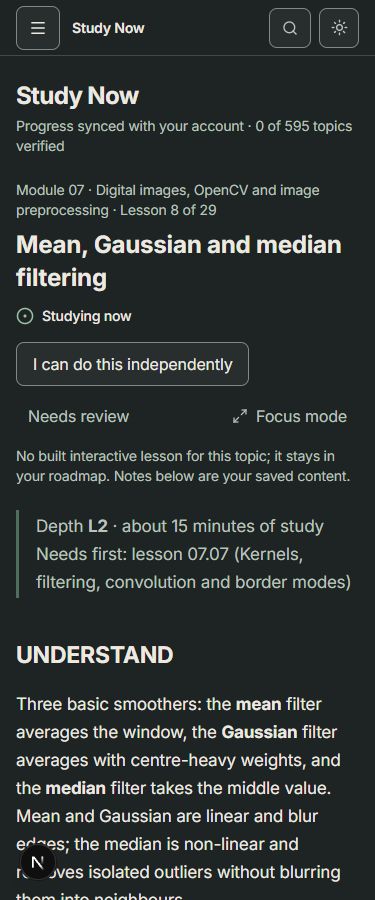 Study Now
Study Now
Progress synced with your account · 0 of 595 topics
verified
Module 07 · Digital images, OpenCV and image
preprocessing · Lesson 8 of 29
Mean, Gaussian and median
filtering
Studying now
I can do this independently
Needs review
Focus mode
No built interactive lesson for this topic; it stays in
your roadmap. Notes below are your saved content.
Depth L2 · about 15 minutes of study
Needs first: lesson 07.07 (Kernels,
filtering, convolution and border modes)
UNDERSTAND
Three basic smoothers: the mean filter
averages the window, the Gaussian filter
averages with centre-heavy weights, and
the median filter takes the middle value.
Mean and Gaussian are linear and blur
edges; the median is non-linear and
N
removes isolated outliers without blurring
them into neighbours